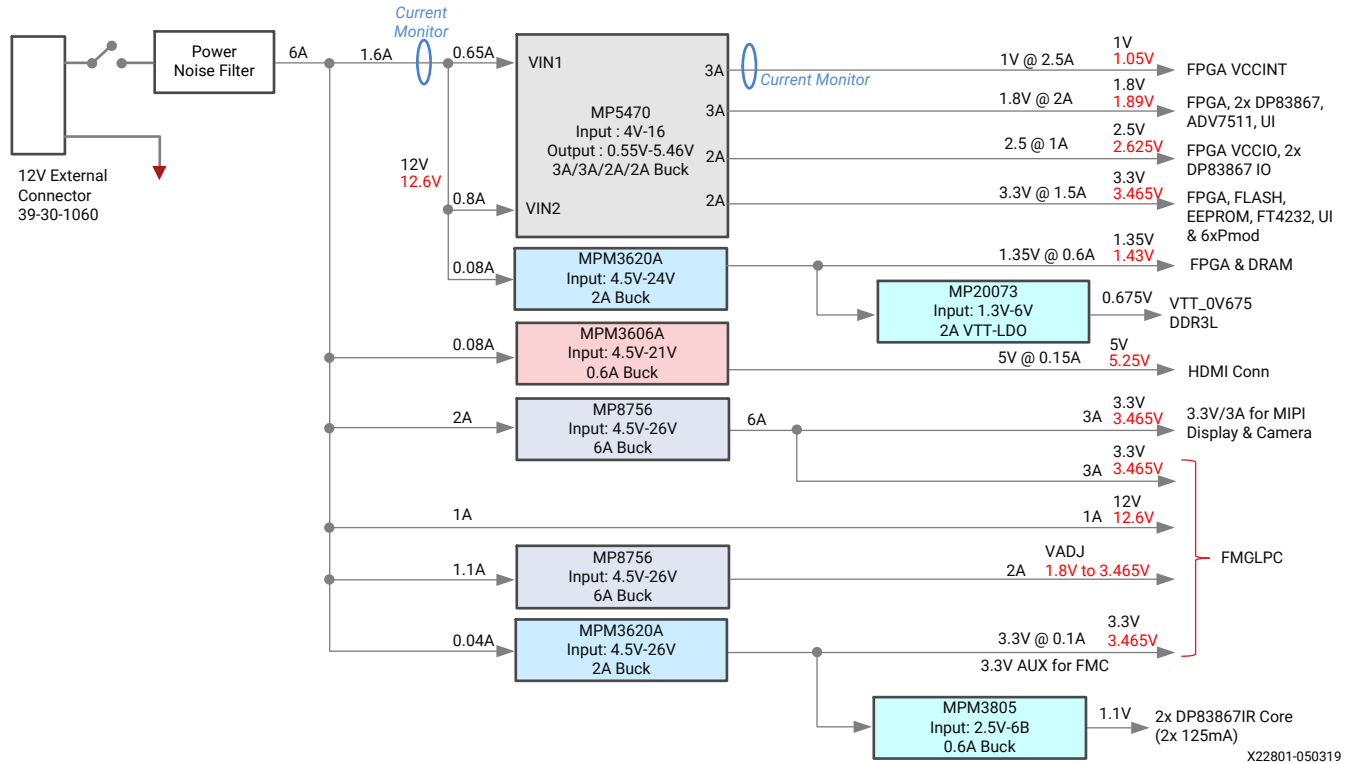 Current
Monitor
Power
Noise Filter
6A
1.6A
0.65A
VIN1
MP5470
Input : 4V-16
Output : 0.55V-5.46V
3A/3A/2A/2A Buck
3A
3A
2A
2A
Current Monitor
1V @ 2.5A
1V
1.05V
FPGA VCCINT
1.8V @ 2A
1.8V
1.89V
FPGA, 2x DP83867,
ADV7511, UI
2.5 @ 1A
2.5V
2.625V
FPGA VCCIO, 2x
DP83867 IO
12V External
Connector
39-30-1060
12V
12.6V
0.8A
VIN2
3.3V @ 1.5A
3.3V
3.465V
FPGA, FLASH,
EEPROM, FT4232, UI
& 6xPmod
0.08A
MPM3620A
Input: 4.5V-24V
2A Buck
1.35V @ 0.6A
1.35V
1.43V
FPGA & DRAM
MP20073
Input: 1.3V-6V
2A VTT-LDO
0.675V
VTT_0V675
DDR3L
0.08A
MPM3606A
Input: 4.5V-21V
0.6A Buck
5V @ 0.15A
5V
5.25V
HDMI Conn
2A
MP8756
Input: 4.5V-26V
6A Buck
6A
3A
3.3V
3.465V
3.3V/3A for MIPI
Display & Camera
3A
3.3V
3.465V
1A
1A
12V
12.6V
FMGLPC
1.1A
MP8756
Input: 4.5V-26V
6A Buck
2A
VADJ
1.8V to 3.465V
0.04A
MPM3620A
Input: 4.5V-26V
2A Buck
3.3V @ 0.1A
3.3V
3.465V
3.3V AUX for FMC
MPM3805
Input: 2.5V-6B
0.6A Buck
1.1V
2x DP83867IR Core
(2x 125mA)
X22801-050319